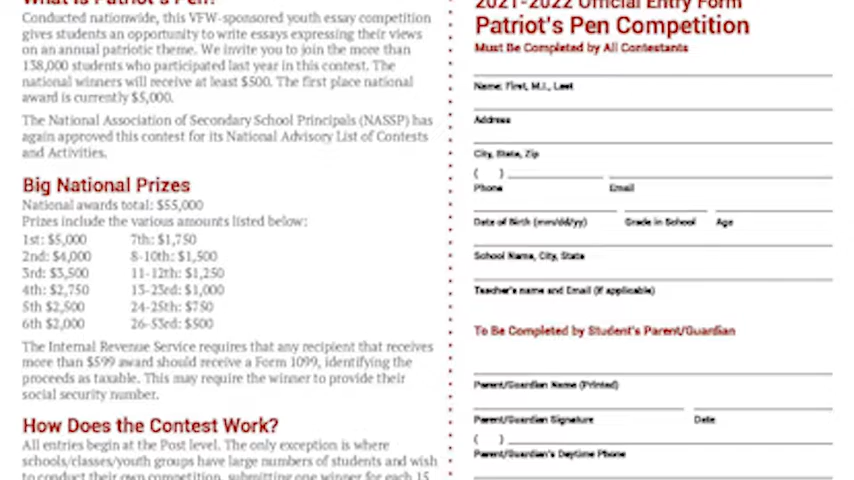 What is Patriot's Pen?
Conducted nationwide, this VFW-sponsored youth essay competition
gives students an opportunity to write essays expressing their views
on an annual patriotic theme. We invite you to join the more than
138,000 students who participated last year in this contest. The
national winners will receive at least $500. The first place national
award is currently $5,000.
The National Association of Secondary School Principals (NASSP) has
again approved this contest for its National Advisory List of Contests
and Activities.
Big National Prizes
National awards total: $55,000
Prizes include the various amounts listed below:
1st: $5,000 7th: $1,750
2nd: $4,000 8-10th: $1,500
3rd: $3,500 11-12th: $1,250
4th: $2,750 13-23rd: $1,000
5th $2,500 24-25th: $750
6th $2,000 26-53rd: $500
The Internal Revenue Service requires that any recipient that receives
more than $599 award should receive a Form 1099, identifying the
proceeds as taxable. This may require the winner to provide their
social security number.
How Does the Contest Work?
All entries begin at the Post level. The only exception is where
schools/classes/youth groups have large numbers of students and wish
to conduct their own competition, submitting one winner for each 15
2021-2022 Official Entry Form
Patriot's Pen Competition
Must Be Completed by All Contestants
Name: First, M.I., Last
Address
City, State, Zip
( )
Phone Email
Date of Birth (mm/dd/yy) Grade in School Age
School Name, City, State
Teacher's name and Email (if applicable)
To Be Completed by Student's Parent/Guardian
Parent/Guardian Name (Printed)
Parent/Guardian Signature Date
( )
Parent/Guardian's Daytime Phone